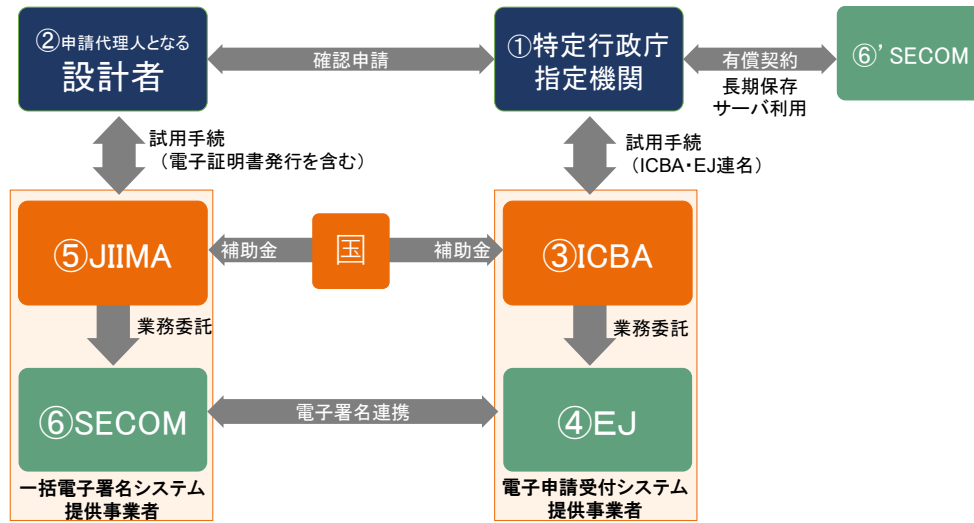 ②申請代理人となる
設計者
確認申請
①特定行政庁
指定機関
有償契約
長期保存
サーバ利用
⑥’SECOM
試用手続
（電子証明書発行を含む）
試用手続
（ICBA・EJ連名）
⑤JIIMA
補助金
国
補助金
③ICBA
業務委託
業務委託
⑥SECOM
電子署名連携
④EJ
一括電子署名システム
提供事業者
電子申請受付システム
提供事業者